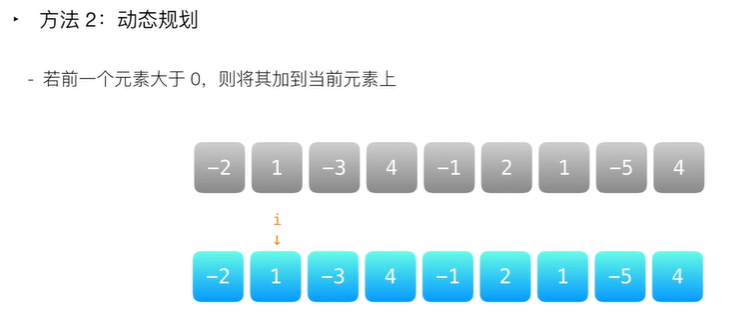 ‣ 方法 2：动态规划
- 若前一个元素大于 0，则将其加到当前元素上
-2 1 -3 4 -1 2 1 -5 4
i
↓
-2 1 -3 4 -1 2 1 -5 4